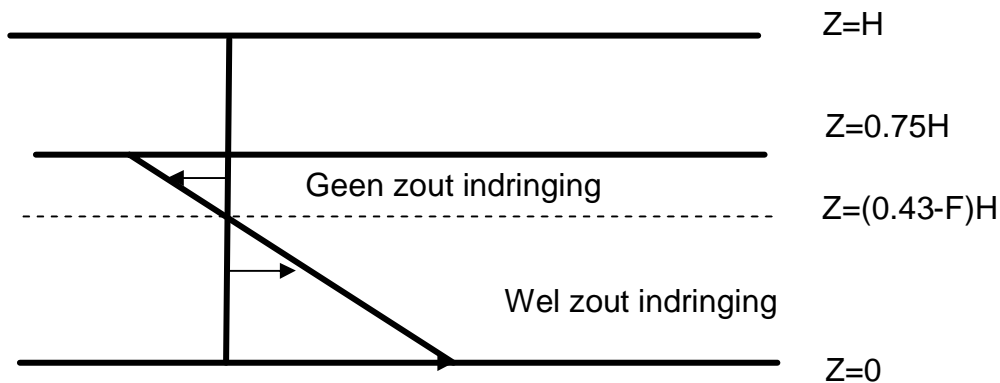 Z=H
Z=0.75H
Geen zout indringing
Z=(0.43-F)H
Wel zout indringing
Z=0